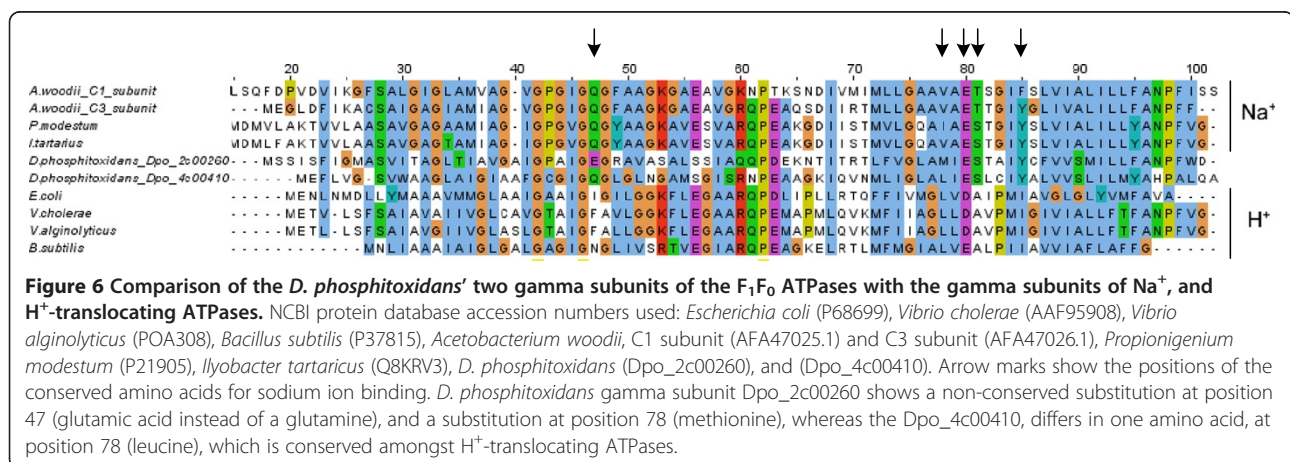 20 30 40 50 60 70 80 90 100
A.woodii_C1_subunit LSQFDPVDVIKGFSALGIGLAMVAG-VGPGIGQGFAAGKGAEAVGKNPTKSNDIVMIMLLGAAVAETSGIFSLVIALILLFANPFISS
A.woodii_C3_subunit ---MEGLDFIKACSAIGAGIAMIAG-VGPGIGQGFAAGKGAEAVGRQPEAQSDIIRTMLLGAAVAETTGIYGLIVALILLFANPFVG-
P.modestum MDMVLAKTVVLAASAVGAGAAMIAG-IGPGVGQGYAAGKAVESVARQPEAKGDIISTMVLGQAIAESTGIYSLVIALILLYANPFVG-
I.tartarius MDMLFAKTVVLAASAVGAGTAMIAG-IGPGVGQGYAAGKAVESVARQPEAKGDIISTMVLGQAIAESTGIYSLVIALILLYANPFVG-
D.phosphitoxidans_Dpo_2c00260 ---MSSISFIGMASVITAGLTIAVGAIGPAIGEGRAVASALSSIAQQPDEKNTITRTLFVGLAMIESTAIYCFVVSMILLFANPFWD-
D.phosphitoxidans_Dpo_4c00410 ------MEFLVG-SVWAAGLAIGIAAFGCGIGQGLGLNGAMSGISRNPEAAGKIQVNMLIGLALIESLCIYALVVSLILMYAHPALQA
E.coli ---MENLNMDLLYMAAAVMMGLAAIGAAIGIGILGGKFLEGAARQPDLIPLLRTQFFIVMGLVDAIPMIAVGLGLYVMFAVA-----
V.cholerae -----METV-LSFSAIAVAIIVGLCAVGTAIGFAVLGGKFLEGAARQPEMAPMLQVKMFIIAGLLDAVPMIGIVIALLFTFANPFVG-
V.alginolyticus -----METL-LSFSAIAVGIIVGLASLGTAIGFALLGGKFLEGAARQPEMAPMLQVKMFIIAGLLDAVPMIGIVIALLFTFANPFVG-
B.subtilis ----------MNLIAAAIAIGLGALGAGIGNGLIVSRTVEGIARQPEAGKELRTLMFMGIALVEALPIIAVVIAFLAFFG-----
Na⁺
H⁺
Figure 6 Comparison of the D. phosphitoxidans' two gamma subunits of the F₁F₀ ATPases with the gamma subunits of Na⁺, and
H⁺-translocating ATPases. NCBI protein database accession numbers used: Escherichia coli (P68699), Vibrio cholerae (AAF95908), Vibrio
alginolyticus (POA308), Bacillus subtilis (P37815), Acetobacterium woodii, C1 subunit (AFA47025.1) and C3 subunit (AFA47026.1), Propionigenium
modestum (P21905), Ilyobacter tartaricus (Q8KRV3), D. phosphitoxidans (Dpo_2c00260), and (Dpo_4c00410). Arrow marks show the positions of the
conserved amino acids for sodium ion binding. D. phosphitoxidans gamma subunit Dpo_2c00260 shows a non-conserved substitution at position
47 (glutamic acid instead of a glutamine), and a substitution at position 78 (methionine), whereas the Dpo_4c00410, differs in one amino acid, at
position 78 (leucine), which is conserved amongst H⁺-translocating ATPases.